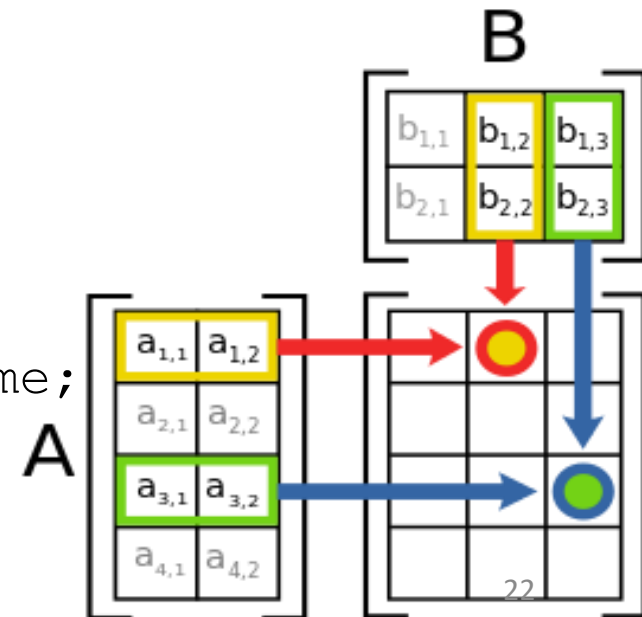 B
b1,1 b1,2 b1,3
b2,1 b2,2 b2,3
me;
A
a1,1 a1,2
a2,1 a2,2
a3,1 a3,2
a4,1 a4,2
22